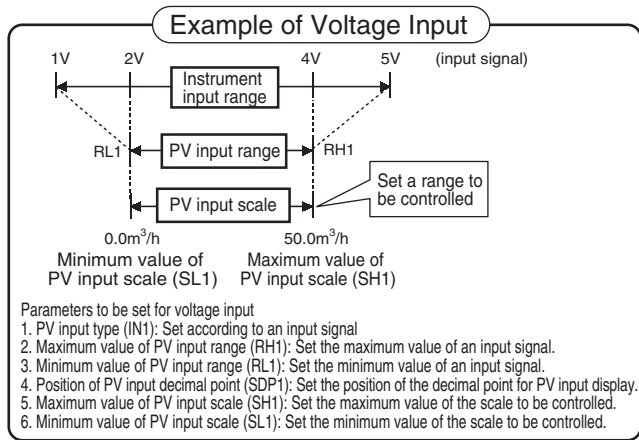 Example of Voltage Input
1V 2V 4V 5V (input signal)
Instrument
input range
RL1 PV input range RH1
PV input scale
Set a range to
be controlled
0.0m³/h 50.0m³/h
Minimum value of Maximum value of
PV input scale (SL1) PV input scale (SH1)
Parameters to be set for voltage input
1. PV input type (IN1): Set according to an input signal
2. Maximum value of PV input range (RH1): Set the maximum value of an input signal.
3. Minimum value of PV input range (RL1): Set the minimum value of an input signal.
4. Position of PV input decimal point (SDP1): Set the position of the decimal point for PV input display.
5. Maximum value of PV input scale (SH1): Set the maximum value of the scale to be controlled.
6. Minimum value of PV input scale (SL1): Set the minimum value of the scale to be controlled.